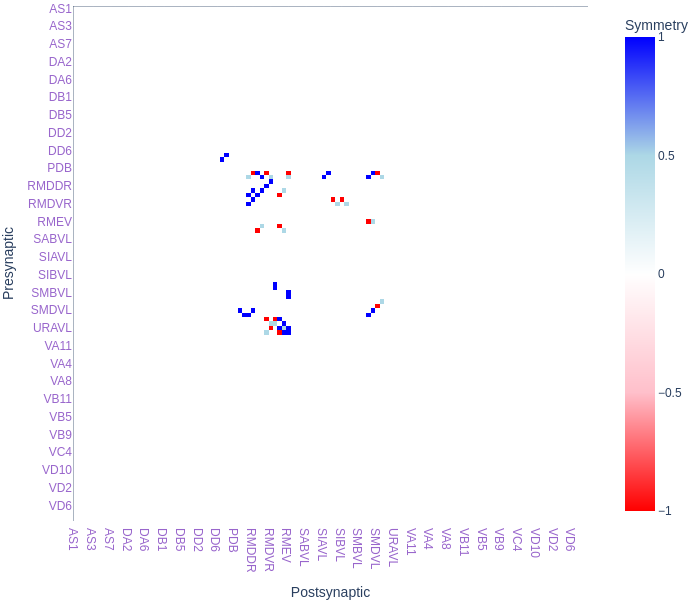 Symmetry
1
0.5
0
−0.5
−1
Presynaptic
AS1
AS3
AS7
DA2
DA6
DB1
DB5
DD2
DD6
PDB
RMDDR
RMDVR
RMEV
SABVL
SIAVL
SIBVL
SMBVL
SMDVL
URAVL
VA11
VA4
VA8
VB11
VB5
VB9
VC4
VD10
VD2
VD6
AS1
AS3
AS7
DA2
DA6
DB1
DB5
DD2
DD6
PDB
RMDDR
RMDVR
RMEV
SABVL
SIAVL
SIBVL
SMBVL
SMDVL
URAVL
VA11
VA4
VA8
VB11
VB5
VB9
VC4
VD10
VD2
VD6
Postsynaptic